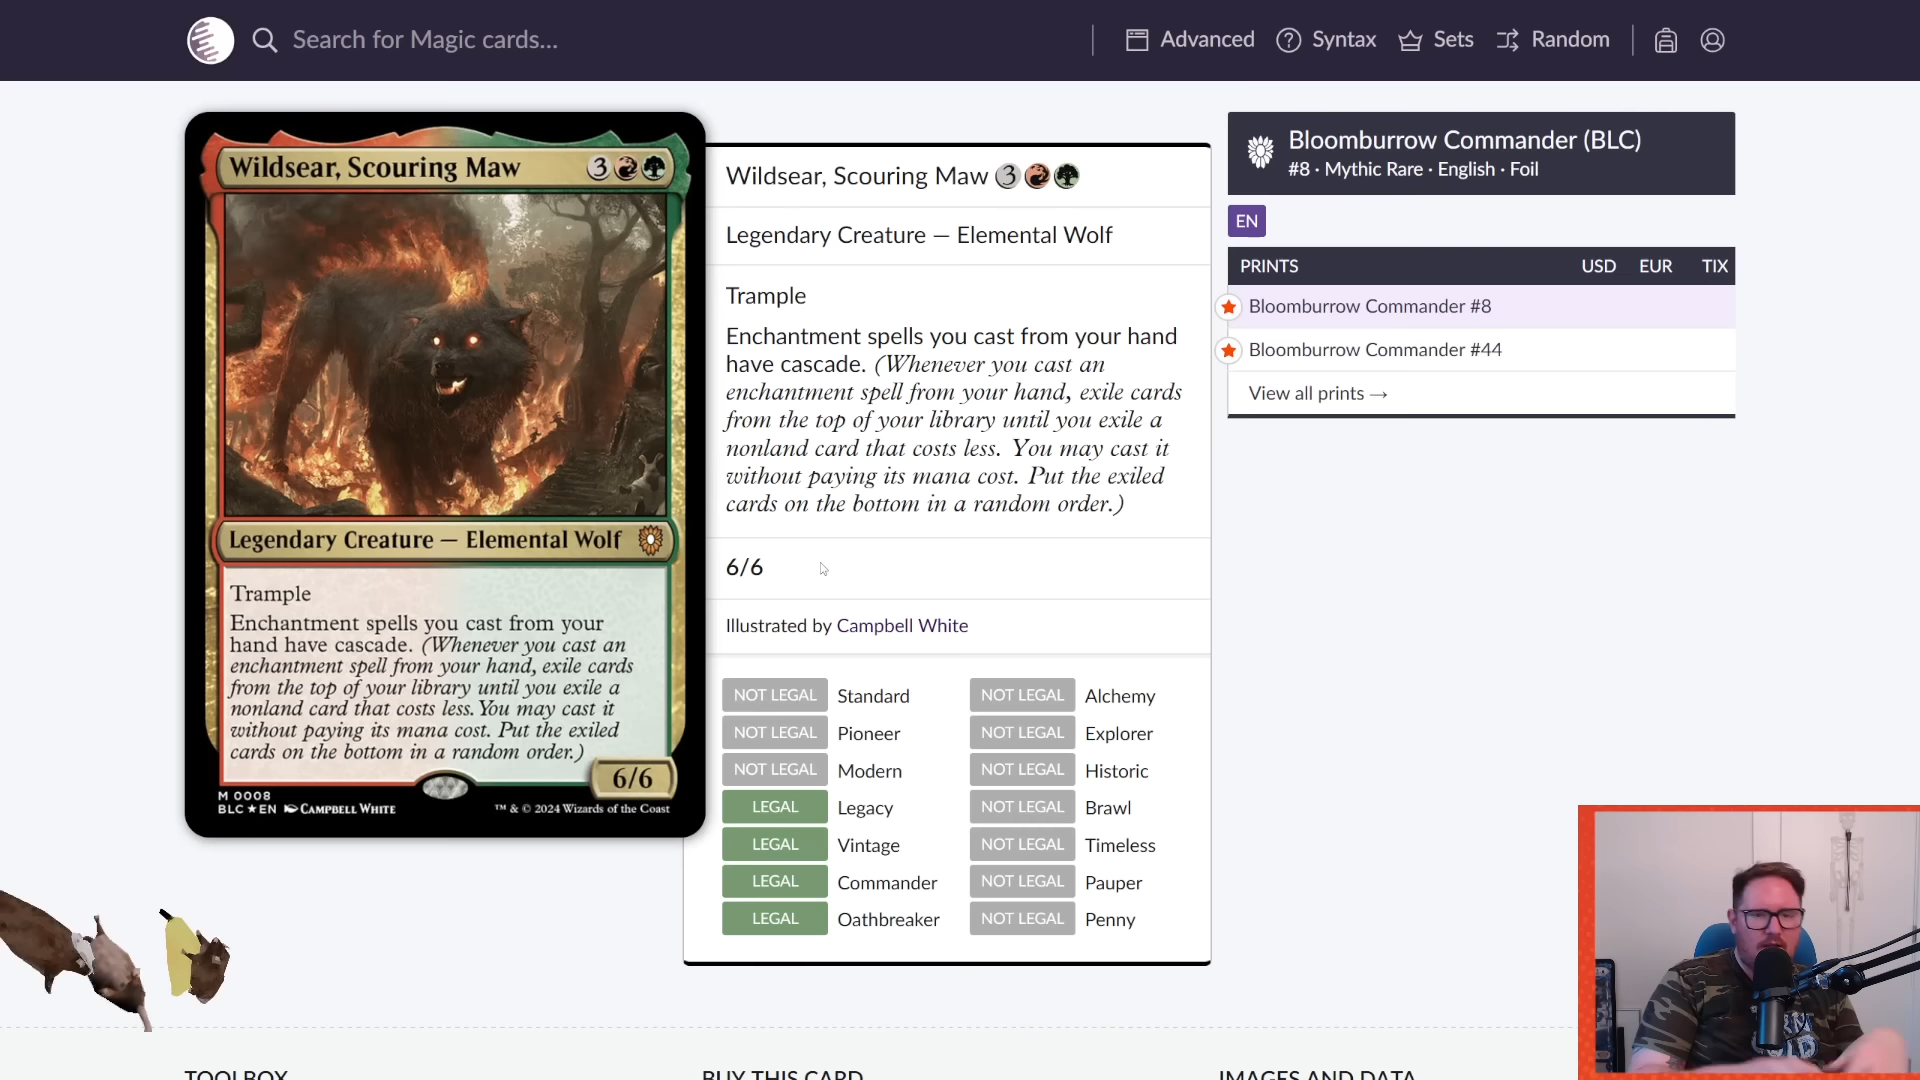 Search for Magic cards...
Advanced
Syntax
Sets
Random
Wildsear, Scouring Maw 3
Legendary Creature — Elemental Wolf
Trample
Enchantment spells you cast from your
hand have cascade. (Whenever you cast an
enchantment spell from your hand, exile cards
from the top of your library until you exile a
nonland card that costs less. You may cast it
without paying its mana cost. Put the exiled
cards on the bottom in a random order.)
6/6
M 0008
BLC ★ EN CAMPBELL WHITE
™ & © 2024 Wizards of the Coast
Wildsear, Scouring Maw 3
Legendary Creature — Elemental Wolf
Trample
Enchantment spells you cast from your hand
have cascade. (Whenever you cast an
enchantment spell from your hand, exile cards
from the top of your library until you exile a
nonland card that costs less. You may cast it
without paying its mana cost. Put the exiled
cards on the bottom in a random order.)
6/6
Illustrated by Campbell White
NOT LEGAL Standard NOT LEGAL Alchemy
NOT LEGAL Pioneer NOT LEGAL Explorer
NOT LEGAL Modern NOT LEGAL Historic
LEGAL Legacy NOT LEGAL Brawl
LEGAL Vintage NOT LEGAL Timeless
LEGAL Commander NOT LEGAL Pauper
LEGAL Oathbreaker NOT LEGAL Penny
Bloomburrow Commander (BLC)
#8 · Mythic Rare · English · Foil
EN
PRINTS USD EUR TIX
Bloomburrow Commander #8
Bloomburrow Commander #44
View all prints →
TOOLBOX
BUY THIS CARD
IMAGES AND DATA